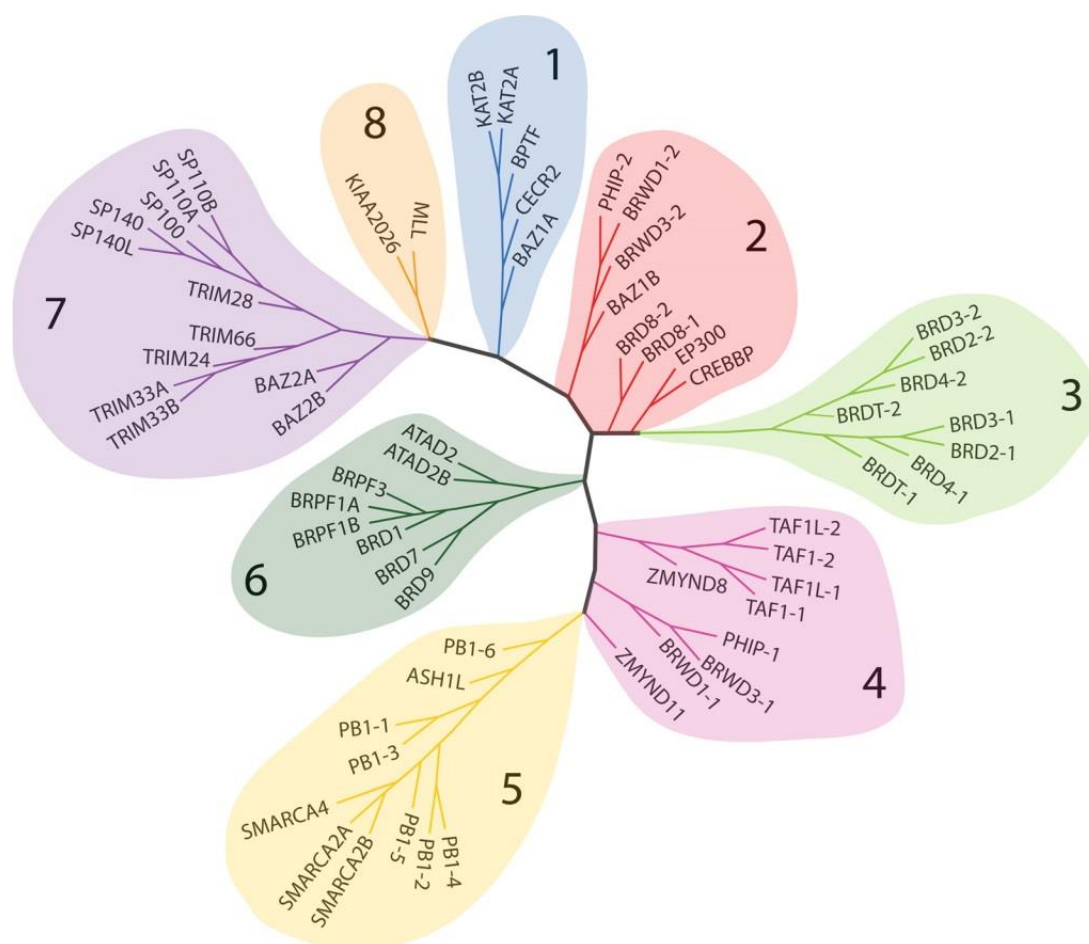 1
KAT2B
KAT2A
BPTF
CECR2
BAZ1A
8
KIAA2026
MLL
2
PHIP-2
BRWD1-2
BRWD3-2
BAZ1B
BRD8-2
BRD8-1
EP300
CREBBP
7
SP110B
SP110A
SP100
SP140
SP140L
TRIM28
TRIM66
TRIM24
TRIM33A
TRIM33B
BAZ2A
BAZ2B
3
BRD3-2
BRD2-2
BRD4-2
BRDT-2
BRD3-1
BRD2-1
BRD4-1
BRDT-1
6
ATAD2
ATAD2B
BRPF3
BRPF1A
BRPF1B
BRD1
BRD7
BRD9
4
TAF1L-2
TAF1-2
TAF1L-1
TAF1-1
ZMYND8
PHIP-1
BRWD3-1
BRWD1-1
ZMYND11
5
PB1-6
ASH1L
PB1-1
PB1-3
SMARCA4
SMARCA2A
SMARCA2B
PB1-5
PB1-2
PB1-4